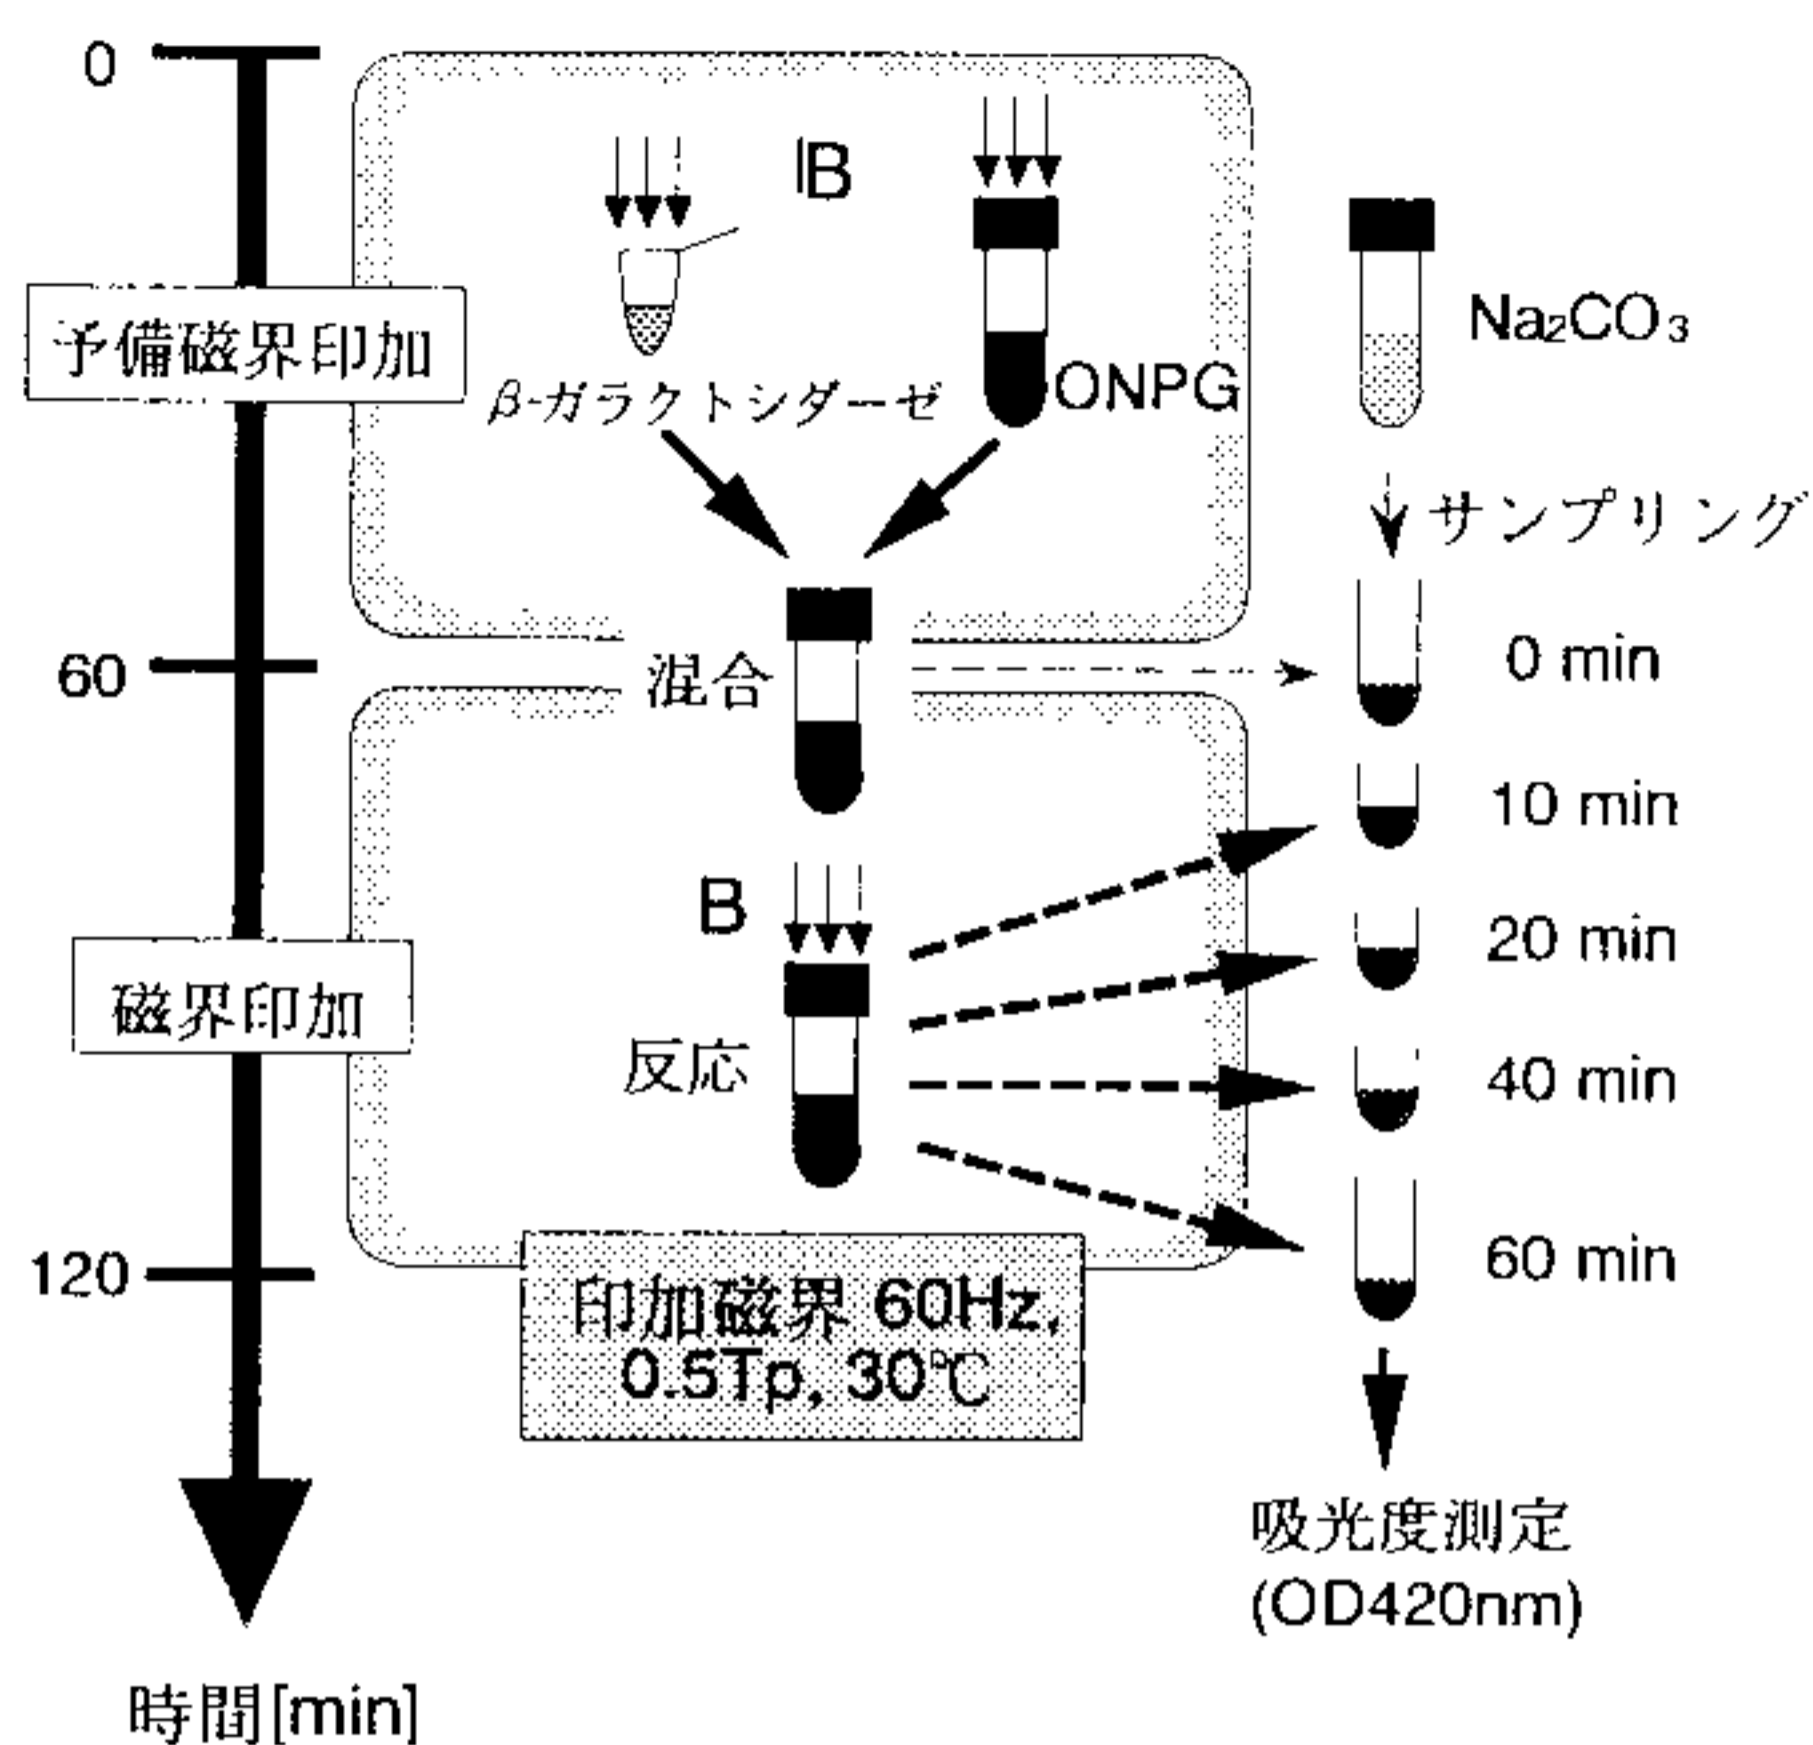 0
B
予備磁界印加
β-ガラクトシダーゼ
ONPG
Na₂CO₃
サンプリング
60
混合
0 min
10 min
B
20 min
磁界印加
反応
40 min
60 min
120
印加磁界 60Hz,
0.5Tp, 30℃
吸光度測定
(OD420nm)
時間[min]